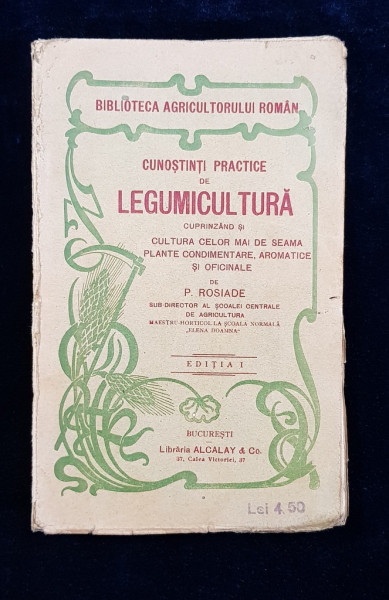 BIBLIOTECA AGRICULTORULUI ROMÂN
CUNOSTINȚI PRACTICE
DE
LEGUMICULTURĂ
CUPRINZÂND ȘI
CULTURA CELOR MAI DE SEAMA
PLANTE CONDIMENTARE, AROMATICE
ȘI OFICINALE
DE
P. ROSIADE
SUB-DIRECTOR AL ȘCOALEI CENTRALE
DE AGRICULTURA
MAESTRU HORTICOL LA ȘCOALA NORMALĂ
„ELENA DOAMNA"
EDIȚIA I
BUCUREȘTI
Librăria ALCALAY & Co.
37, Calea Victoriei, 37
Lei 4.50